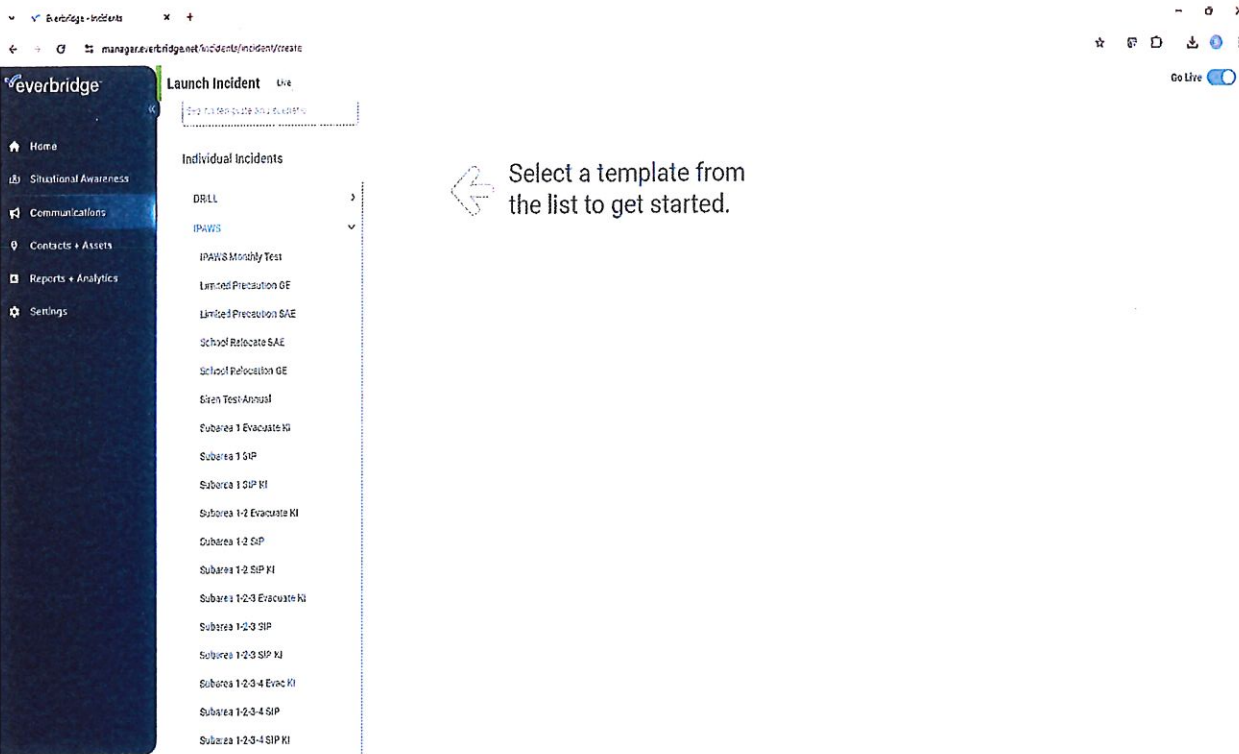 Everbridge - Incidents
manager.everbridge.net/incidents/incident/create
everbridge
Launch Incident Live
Go Live
Home
Situational Awareness
Communications
Contacts + Assets
Reports + Analytics
Settings
Individual Incidents
DRILL
IPAWS
IPAWS Monthly Test
Limited Precaution GE
Limited Precaution SAE
School Relocate SAE
School Relocation GE
Siren Test-Annual
Subarea 1 Evacuate KI
Subarea 1 SIP
Subarea 1 SIP KI
Subarea 1-2 Evacuate KI
Subarea 1-2 SIP
Subarea 1-2 SIP KI
Subarea 1-2-3 Evacuate KI
Subarea 1-2-3 SIP
Subarea 1-2-3 SIP KI
Subarea 1-2-3-4 Evac KI
Subarea 1-2-3-4 SIP
Subarea 1-2-3-4 SIP KI
Select a template from
the list to get started.